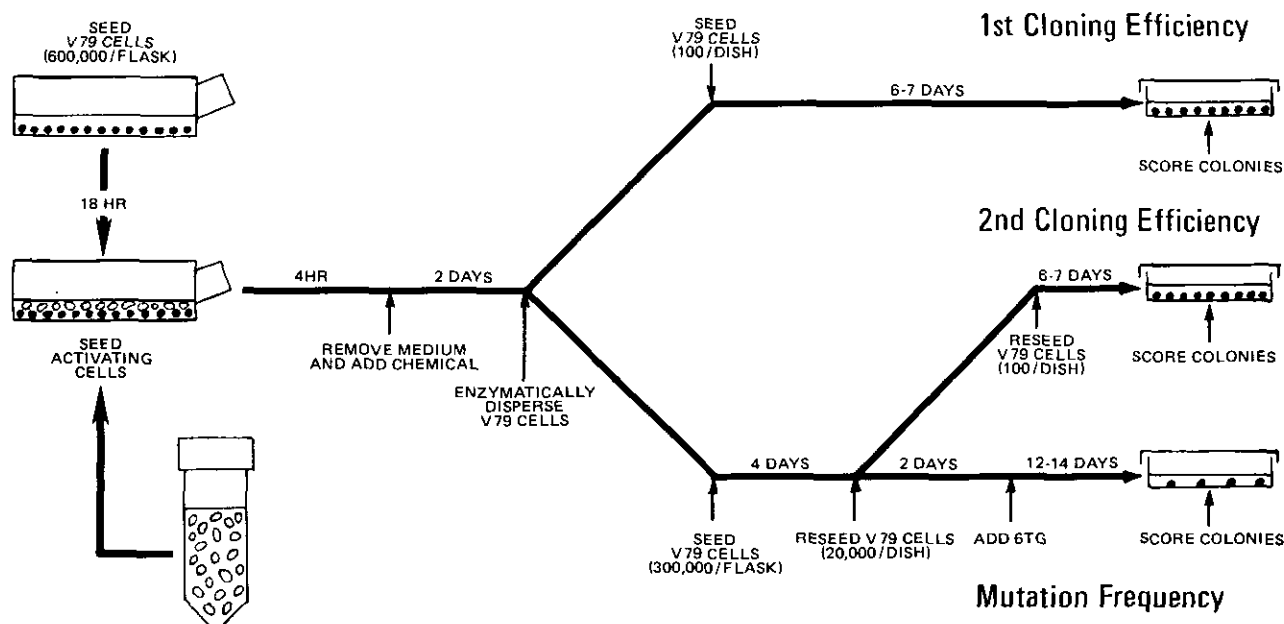 SEED
V79 CELLS
(600,000/FLASK)
18 HR
SEED
ACTIVATING
CELLS
4HR
REMOVE MEDIUM
AND ADD CHEMICAL
2 DAYS
ENZYMATICALLY
DISPERSE
V79 CELLS
SEED
V79 CELLS
(100/DISH)
6-7 DAYS
1st Cloning Efficiency
SCORE COLONIES
2nd Cloning Efficiency
6-7 DAYS
RESEED
V79 CELLS
(100/DISH)
SCORE COLONIES
SEED
V79 CELLS
(300,000/FLASK)
4 DAYS
RESEED V79 CELLS
(20,000/DISH)
2 DAYS
ADD 6TG
12-14 DAYS
SCORE COLONIES
Mutation Frequency